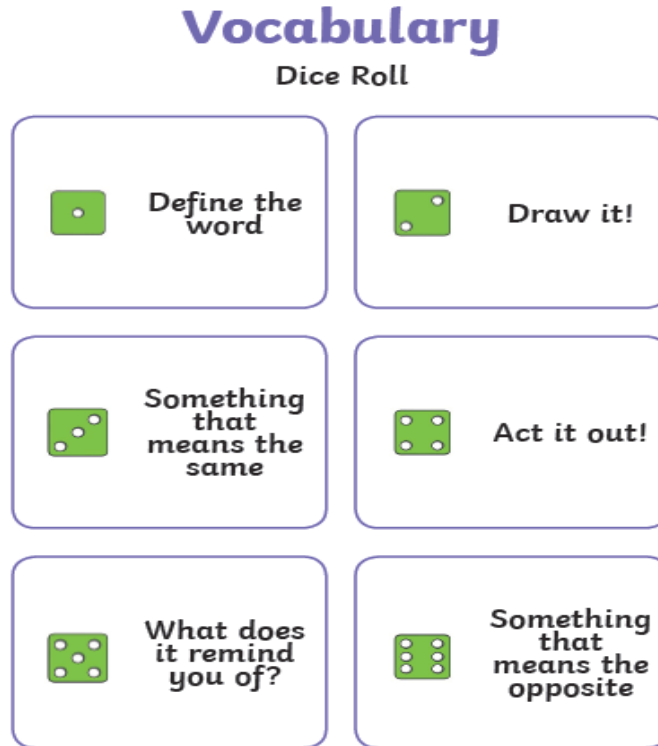 Vocabulary
Dice Roll
Define the
word
Draw it!
Something
that
means the
same
Act it out!
What does
it remind
you of?
Something
that
means the
opposite